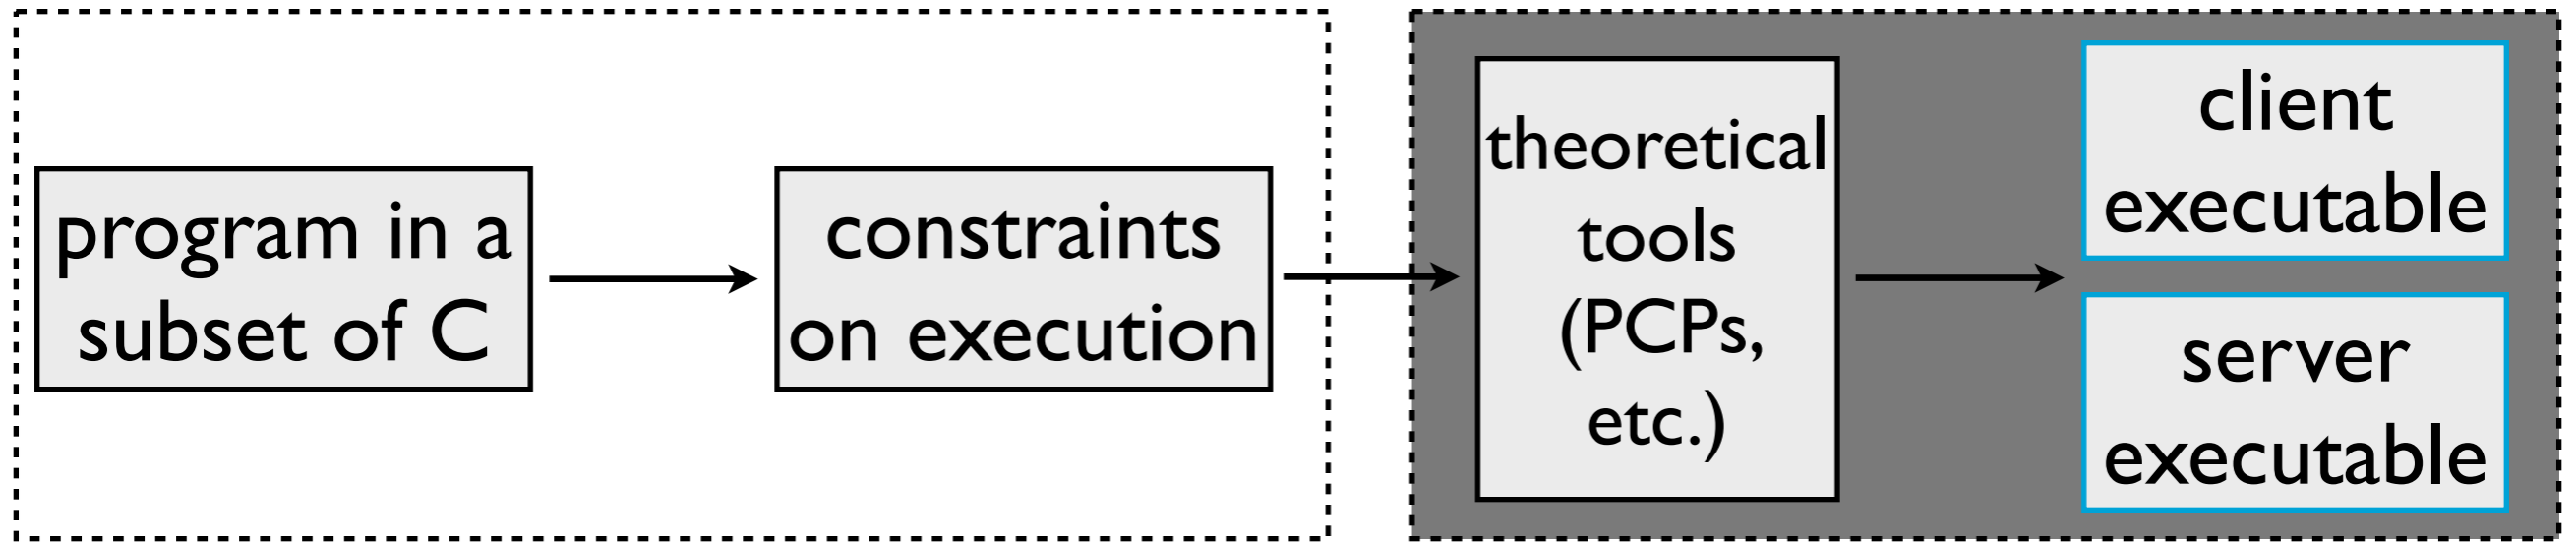 program in a
subset of C
constraints
on execution
theoretical
tools
(PCPs,
etc.)
client
executable
server
executable